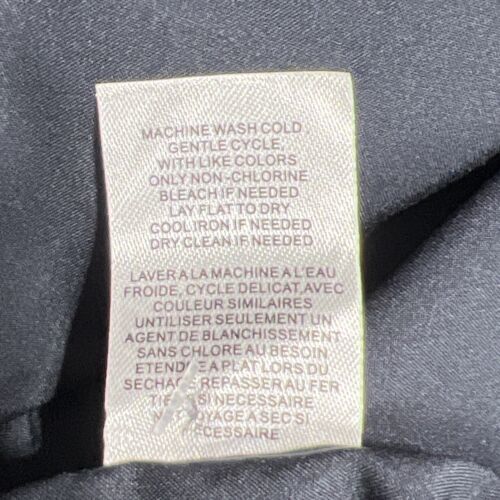 MACHINE WASH COLD
GENTLE CYCLE,
WITH LIKE COLORS
ONLY NON-CHLORINE
BLEACH IF NEEDED
LAY FLAT TO DRY
COOL IRON IF NEEDED
DRY CLEAN IF NEEDED
LAVER A LA MACHINE A L'EAU
FROIDE, CYCLE DELICAT, AVEC
COULEUR SIMILAIRES
UNTILISER SEULEMENT UN
AGENT DE BLANCHISSEMENT
SANS CHLORE AU BESOIN
ETENDRE A PLAT LORS DU
SECHAGE REPASSER AU FER
SI NECESSAIRE
A SEC SI
NECESSAIRE